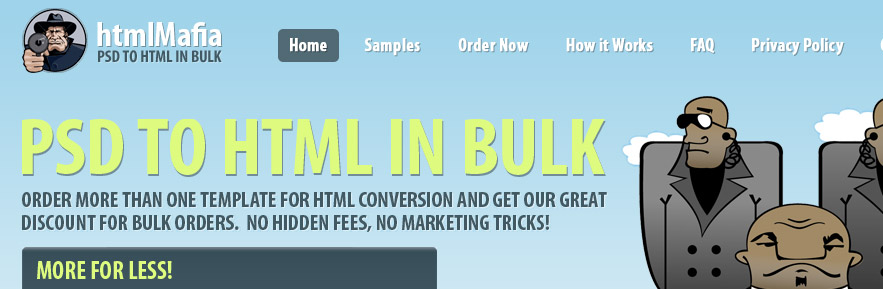 htmlMafia
PSD TO HTML IN BULK
Home
Samples
Order Now
How it Works
FAQ
Privacy Policy
PSD TO HTML IN BULK
ORDER MORE THAN ONE TEMPLATE FOR HTML CONVERSION AND GET OUR GREAT
DISCOUNT FOR BULK ORDERS. NO HIDDEN FEES, NO MARKETING TRICKS!
MORE FOR LESS!